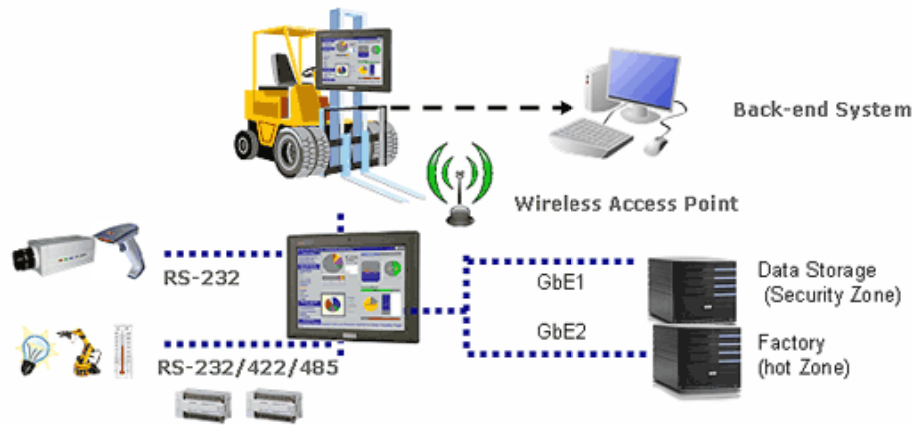 Back-end System
Wireless Access Point
RS-232
GbE1
Data Storage
(Security Zone)
GbE2
Factory
(hot Zone)
RS-232/422/485